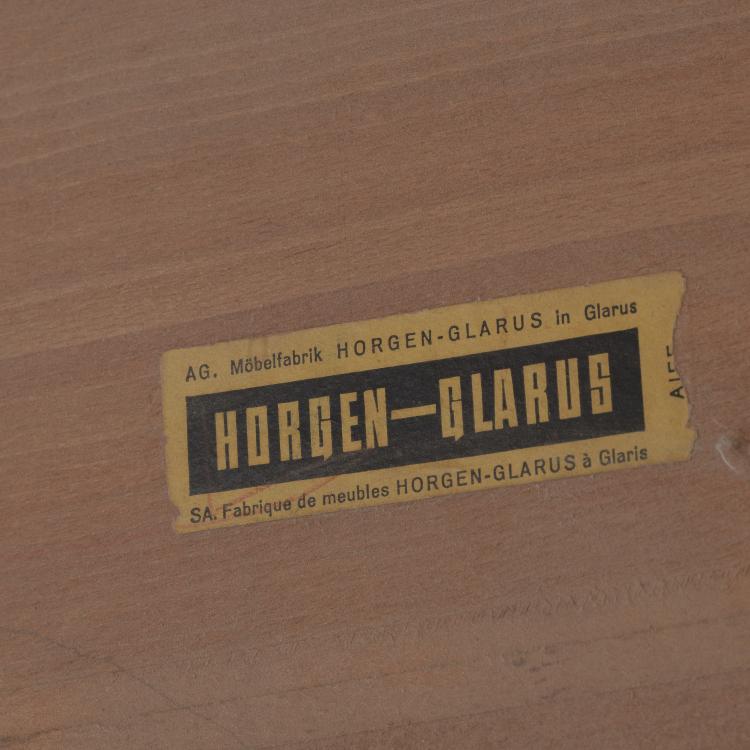 AG. Möbelfabrik HORGEN-GLARUS in Glarus
HORGEN—GLARUS
SA. Fabrique de meubles HORGEN-GLARUS à Glaris